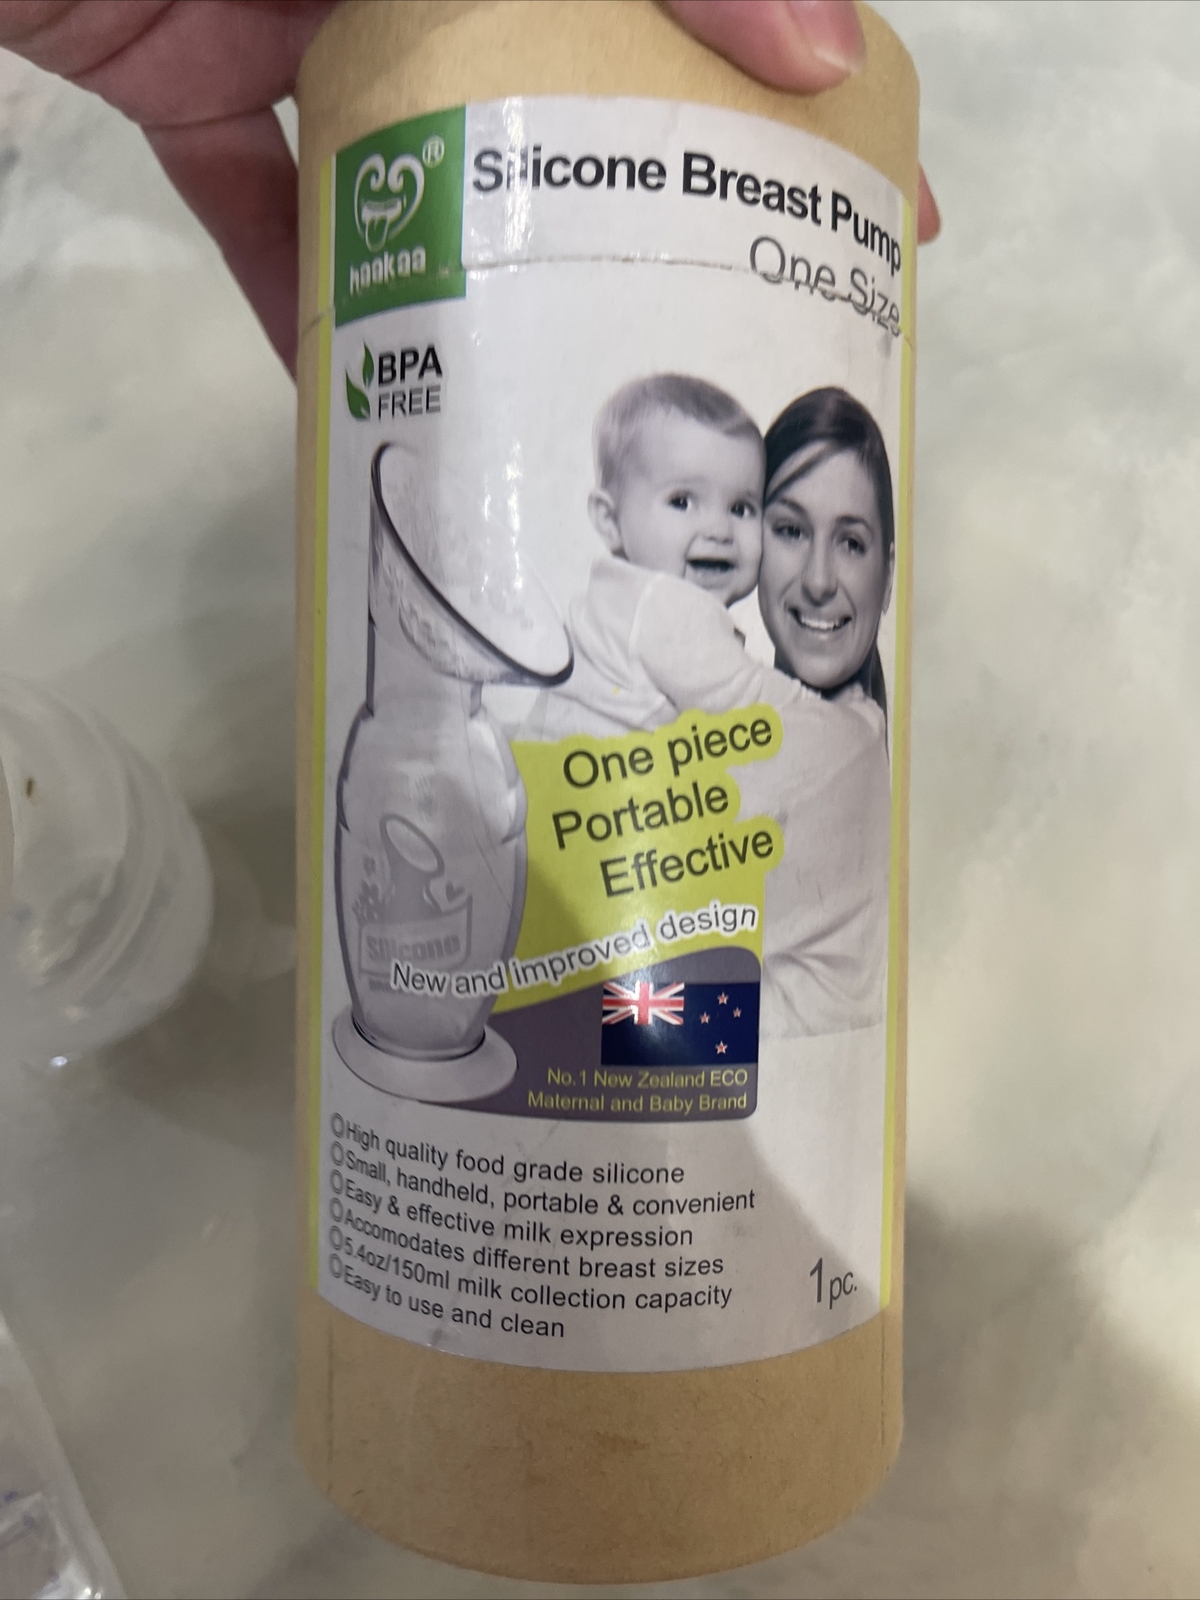 haakaa®
Silicone Breast Pump
One Size
BPA
FREE
One piece
Portable
Effective
New and improved design
Silicone
No.1 New Zealand ECO
Maternal and Baby Brand
High quality food grade silicone
Small, handheld, portable & convenient
Easy & effective milk expression
Accomodates different breast sizes
5.4oz/150ml milk collection capacity
Easy to use and clean
1pc.